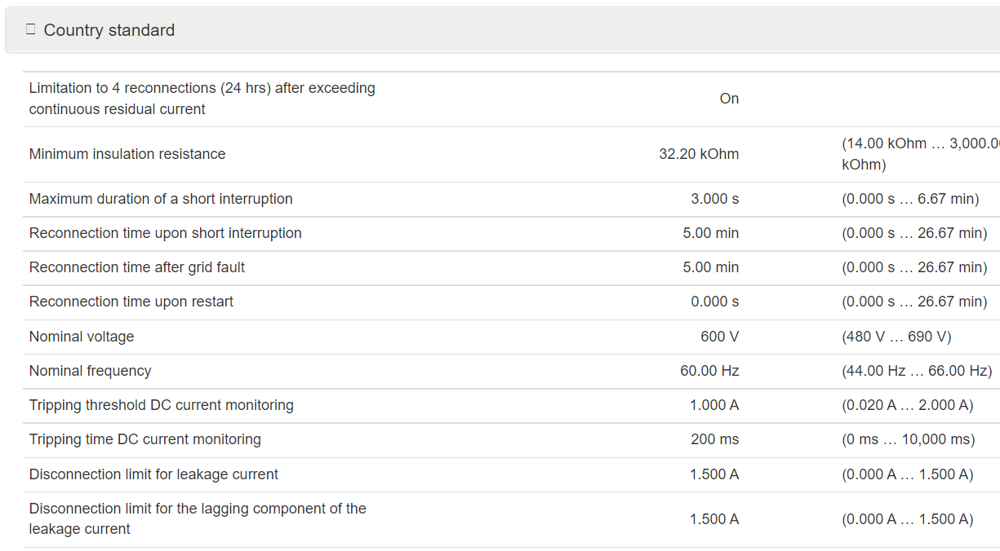 Country standard
Limitation to 4 reconnections (24 hrs) after exceeding
continuous residual current
On
Minimum insulation resistance
32.20 kOhm
(14.00 kOhm … 3,000.0
kOhm)
Maximum duration of a short interruption
3.000 s
(0.000 s … 6.67 min)
Reconnection time upon short interruption
5.00 min
(0.000 s … 26.67 min)
Reconnection time after grid fault
5.00 min
(0.000 s … 26.67 min)
Reconnection time upon restart
0.000 s
(0.000 s … 26.67 min)
Nominal voltage
600 V
(480 V … 690 V)
Nominal frequency
60.00 Hz
(44.00 Hz … 66.00 Hz)
Tripping threshold DC current monitoring
1.000 A
(0.020 A … 2.000 A)
Tripping time DC current monitoring
200 ms
(0 ms … 10,000 ms)
Disconnection limit for leakage current
1.500 A
(0.000 A … 1.500 A)
Disconnection limit for the lagging component of the
leakage current
1.500 A
(0.000 A … 1.500 A)